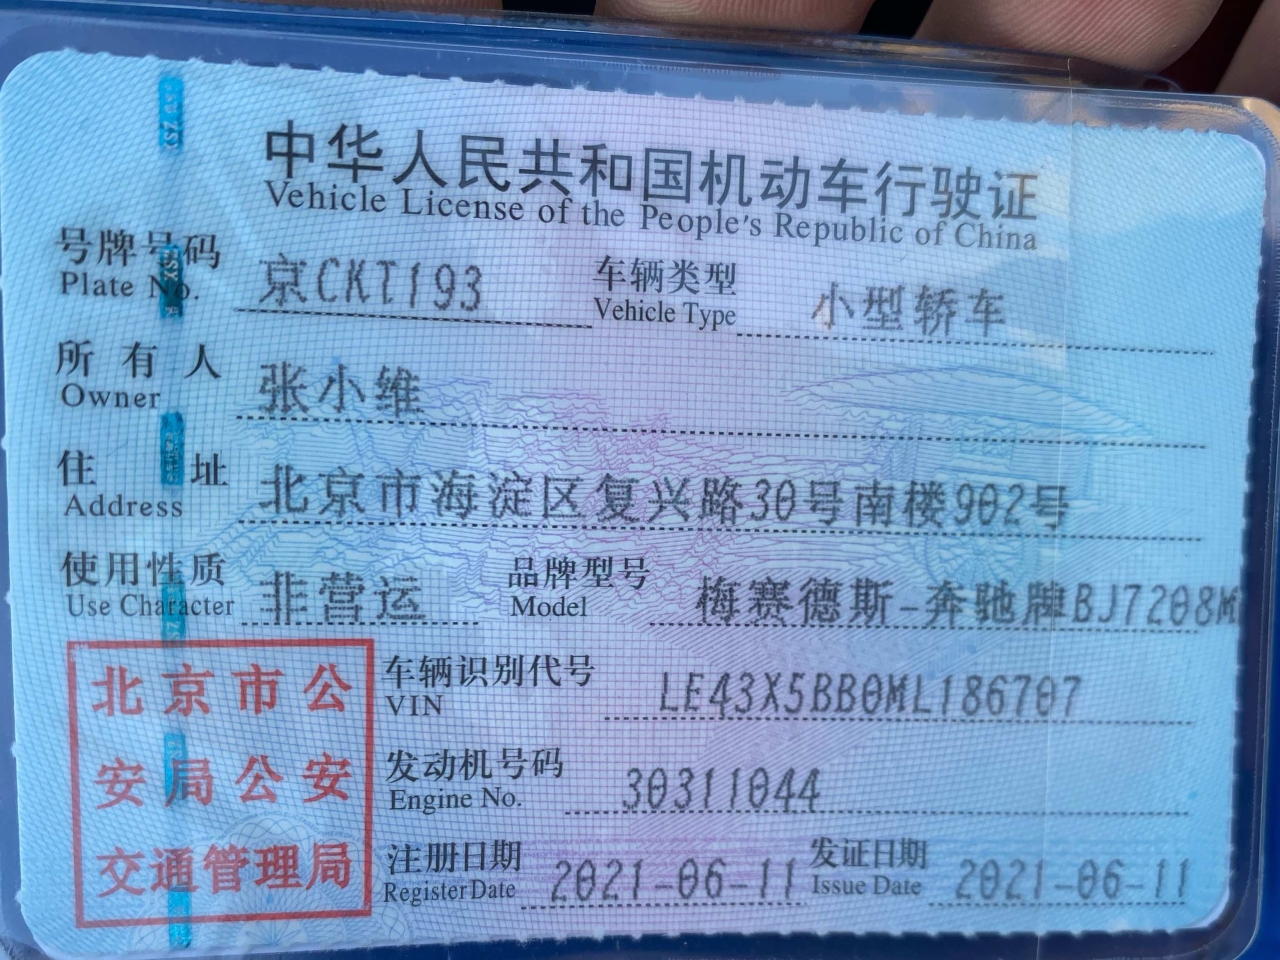 中华人民共和国机动车行驶证
Vehicle License of the People's Republic of China
号牌号码 京CKT193 车辆类型 小型轿车
Plate No. Vehicle Type
所有人 张小维
Owner
住址 北京市海淀区复兴路30号南楼902号
Address
使用性质 非营运 品牌型号 梅赛德斯-奔驰牌BJ7208M
Use Character Model
北京市公
安局公安
交通管理局
车辆识别代号 LE43X5BB0ML186707
VIN
发动机号码 30311044
Engine No.
注册日期 2021-06-11 发证日期 2021-06-11
Register Date Issue Date